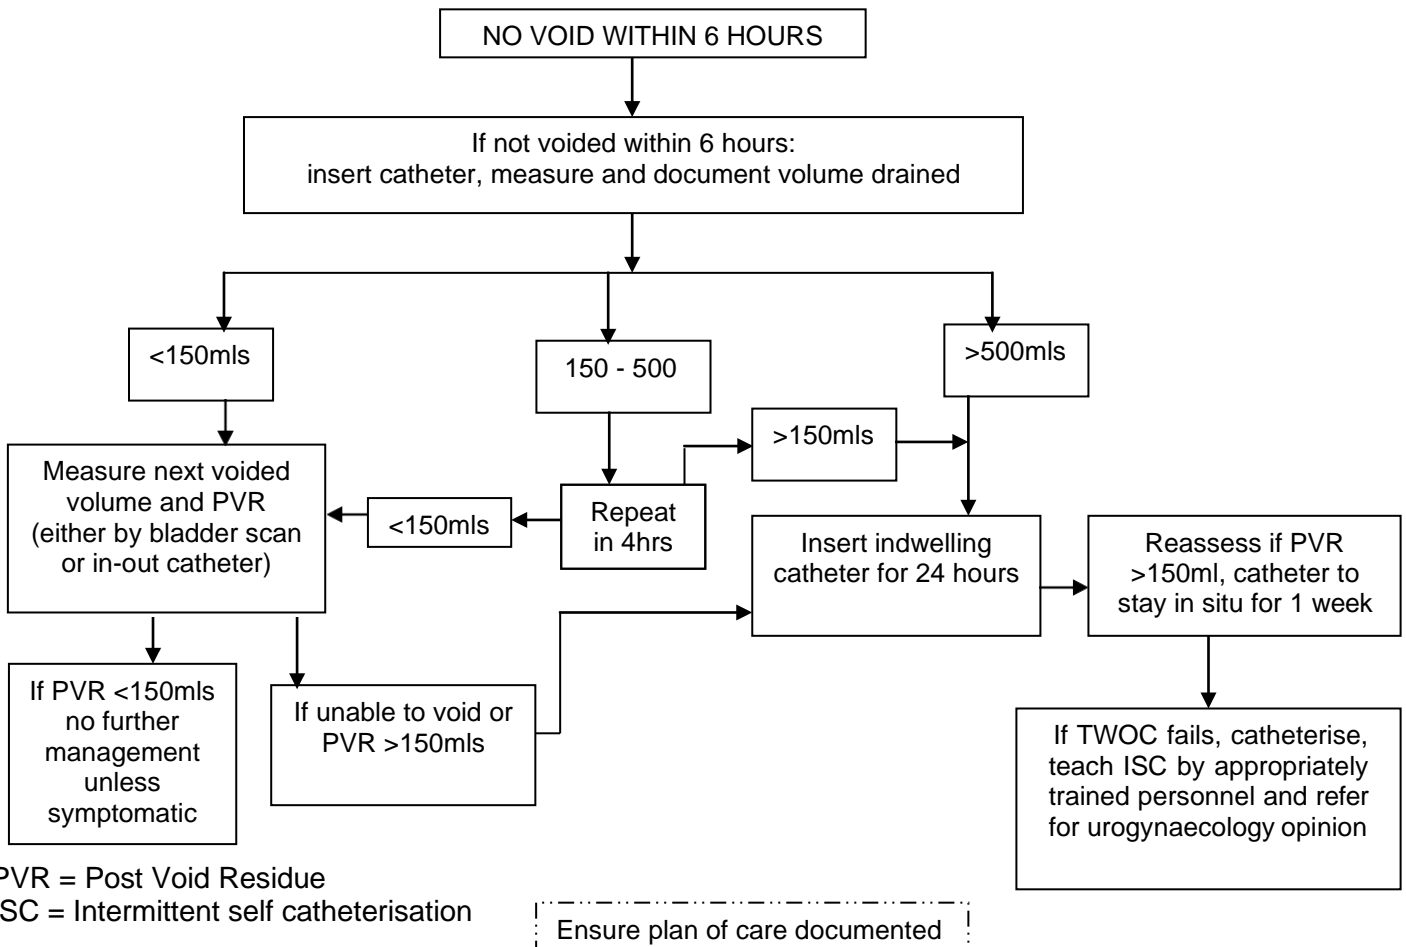 NO VOID WITHIN 6 HOURS
If not voided within 6 hours:
insert catheter, measure and document volume drained
<150mls
150 - 500
>500mls
>150mls
Measure next voided
volume and PVR
(either by bladder scan
or in-out catheter)
<150mls
Repeat
in 4hrs
Insert indwelling
catheter for 24 hours
Reassess if PVR
>150ml, catheter to
stay in situ for 1 week
If PVR <150mls
no further
management
unless
symptomatic
If unable to void or
PVR >150mls
If TWOC fails, catheterise,
teach ISC by appropriately
trained personnel and refer
for urogynaecology opinion
PVR = Post Void Residue
SC = Intermittent self catheterisation
Ensure plan of care documented